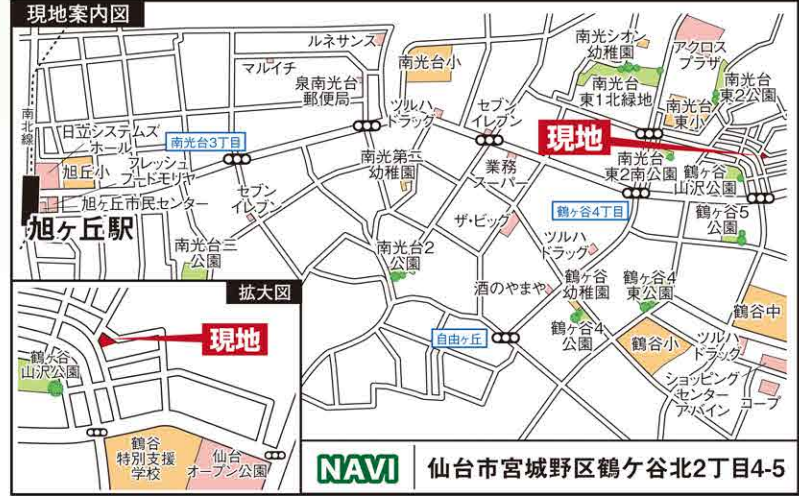 現地案内図
ルネサンス
マルイチ
泉南光台
郵便局
南光台小
南光シオン
幼稚園
アクロス
プラザ
南光台
東1北緑地
南光台
東2公園
南光台
東小
ツルハ
ドラッグ
セブン
イレブン
現地
南北線
日立システムズ
ホール
旭丘小
フレッシュ
フェドモリヤ
旭ヶ丘市民センター
旭ヶ丘駅
南光台3丁目
セブン
イレブン
南光第二
幼稚園
業務
スーパー
南光台
東2南公園
鶴ヶ谷
山沢公園
鶴ヶ谷4丁目
鶴ヶ谷5
公園
ザ・ビッグ
ツルハ
ドラッグ
南光台三
公園
南光台2
公園
酒のやまや
鶴ヶ谷
幼稚園
鶴ヶ谷4
東公園
鶴ヶ谷4
公園
鶴谷中
鶴谷小
自由ヶ丘
ツルハ
ドラッグ
ショッピング
センター
アバイン
コープ
拡大図
現地
鶴ヶ谷
山沢公園
鶴谷
特別支援
学校
仙台
オープン公園
NAVI
仙台市宮城野区鶴ケ谷北2丁目4-5